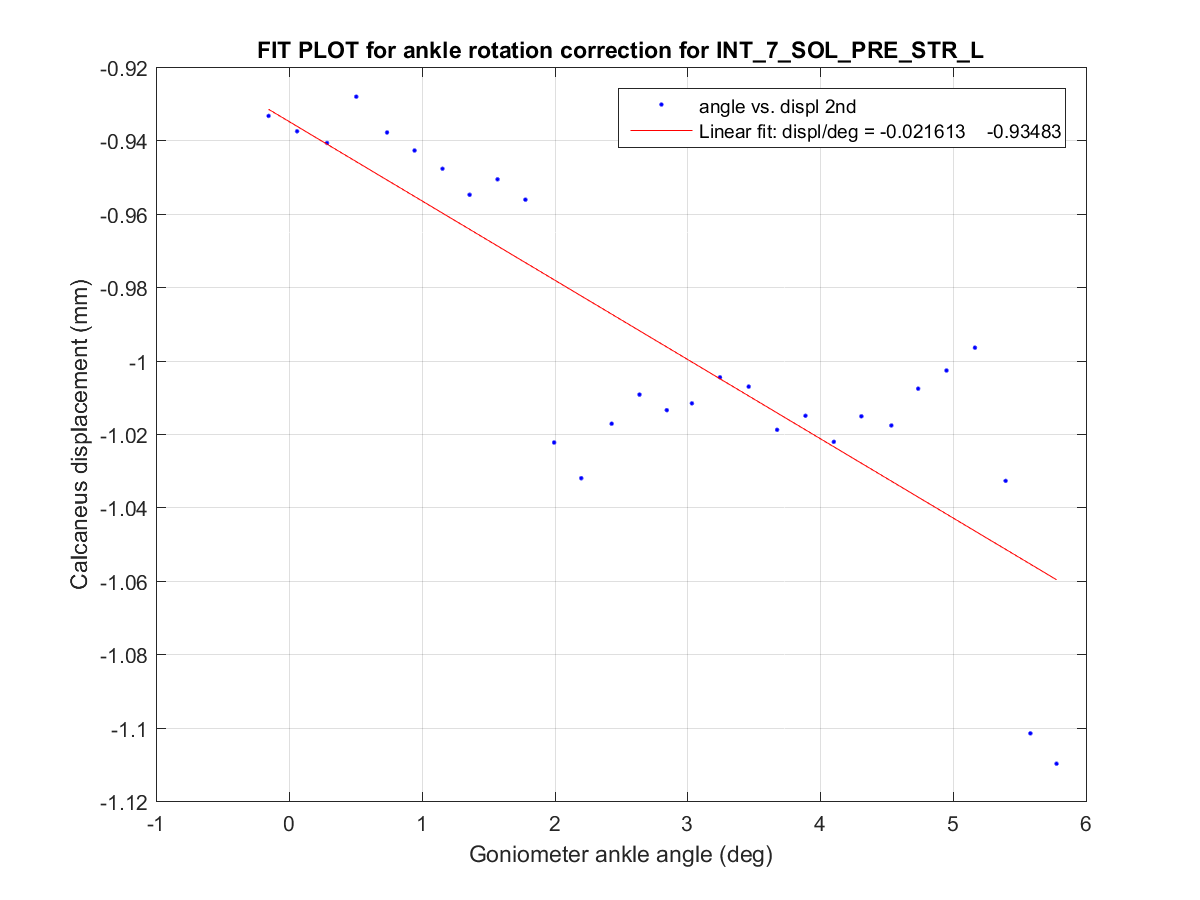 FIT PLOT for ankle rotation correction for INT_7_SOL_PRE_STR_L
angle vs. displ 2nd
Linear fit: displ/deg = -0.021613 -0.93483
Calcaneus displacement (mm)
-0.92
-0.94
-0.96
-0.98
-1
-1.02
-1.04
-1.06
-1.08
-1.1
-1.12
-1 0 1 2 3 4 5 6
Goniometer ankle angle (deg)